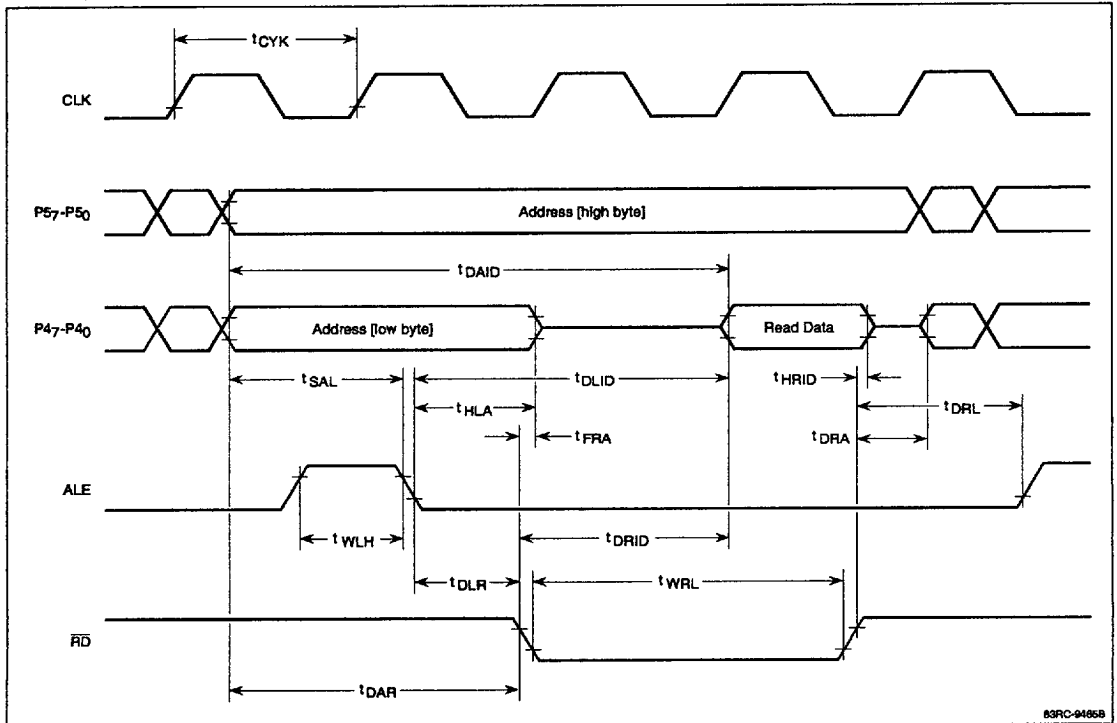 tCYK
CLK
P57-P50
Address [high byte]
tDAID
P47-P40
Address [low byte]
Read Data
tSAL
tDLID
tHRID
tHLA
tDRL
tFRA
tDRA
ALE
tWLH
tDRID
tDLR
tWRL
RD
tDAR
83RC-9465B